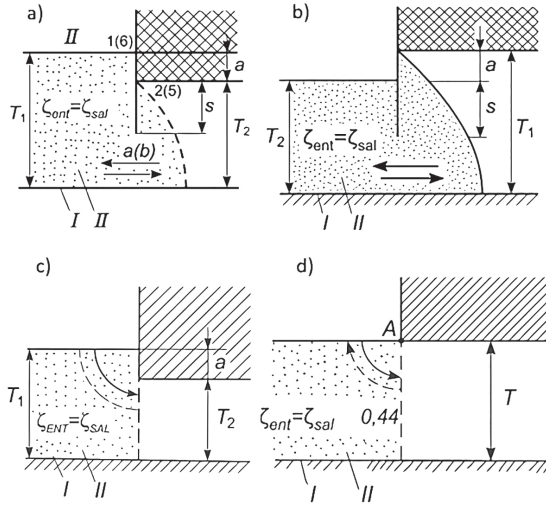 a)
II
1(6)
a
T₁
ζent=ζsal
2(5)
s
T₂
a(b)
I
II
b)
a
s
T₂
ζent=ζsal
T₁
I
II
c)
a
T₁
ζENT=ζSAL
T₂
I
II
d)
A
ζent=ζsal
0,44
T
I
II